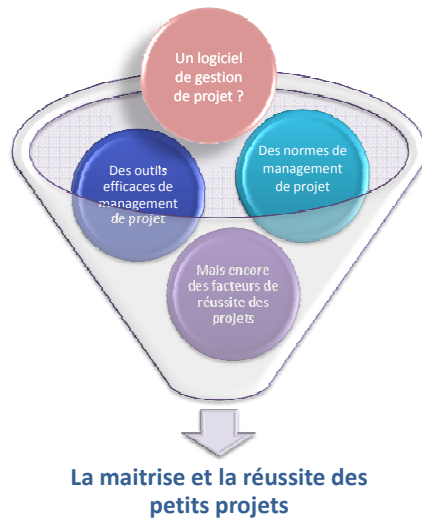 Un logiciel
de gestion
de projet ?
Des outils
efficaces de
management
de projet
Des normes de
management
de projet
Mais encore
des facteurs de
réussite des
projets
La maitrise et la réussite des
petits projets